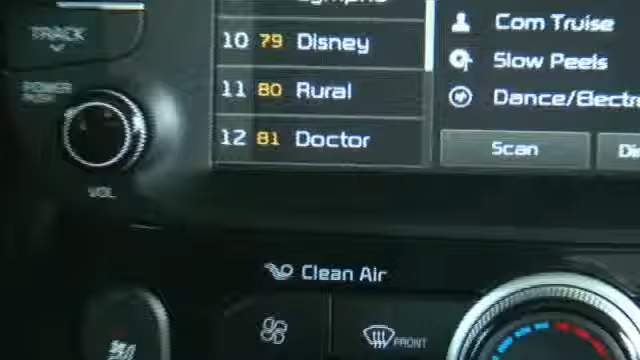 TRACK
POWER
PUSH
VOL
10 79 Disney
11 80 Rural
12 81 Doctor
Com Truise
Slow Peels
Dance/Electro
Scan
Clean Air
FRONT